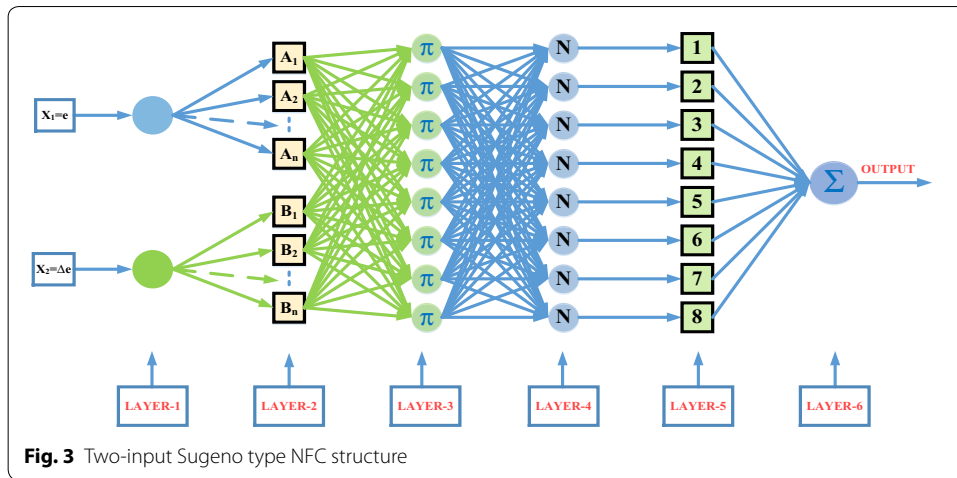 X₁=e
X₂=Δe
A₁
A₂
Aₙ
B₁
B₂
Bₙ
π
π
π
π
π
π
π
π
N
N
N
N
N
N
N
N
1
2
3
4
5
6
7
8
Σ
OUTPUT
LAYER-1
LAYER-2
LAYER-3
LAYER-4
LAYER-5
LAYER-6
Fig. 3 Two-input Sugeno type NFC structure